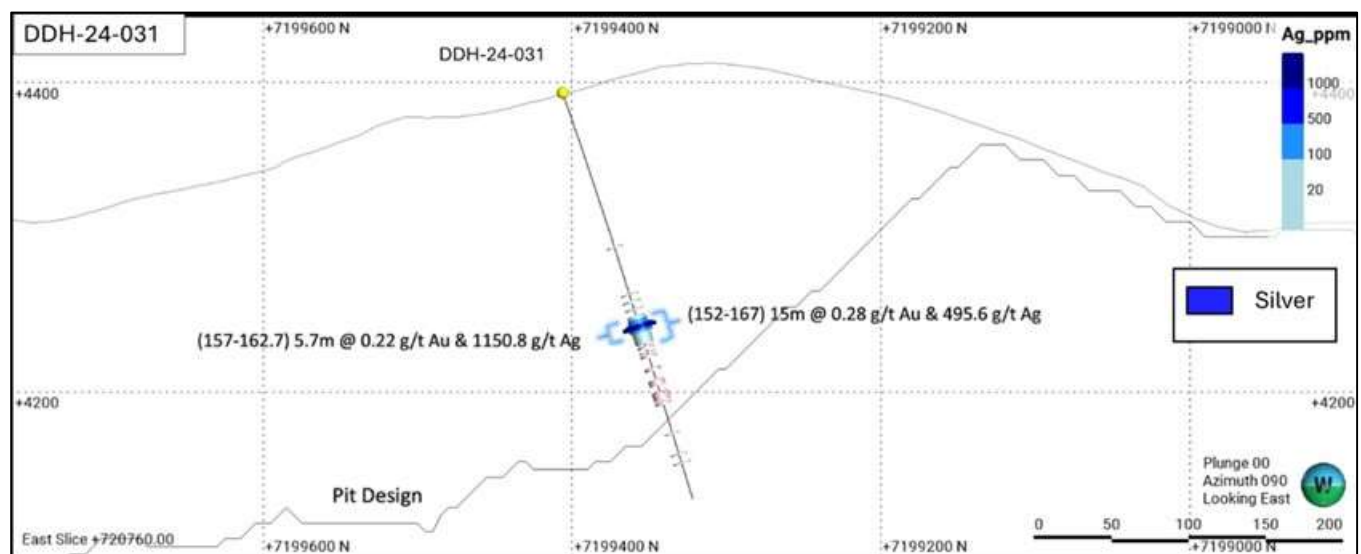 DDH-24-031
+7199600 N
+7199400 N
+7199200 N
+7199000 N
Ag_ppm
DDH-24-031
+4400
1000
+4400
500
100
20
Silver
(152-167) 15m @ 0.28 g/t Au & 495.6 g/t Ag
(157-162.7) 5.7m @ 0.22 g/t Au & 1150.8 g/t Ag
+4200
+4200
Pit Design
Plunge 00
Azimuth 090
Looking East
W
0 50 100 150 200
East Slice +720760.00
+7199600 N
+7199400 N
+7199200 N
+7199000 N